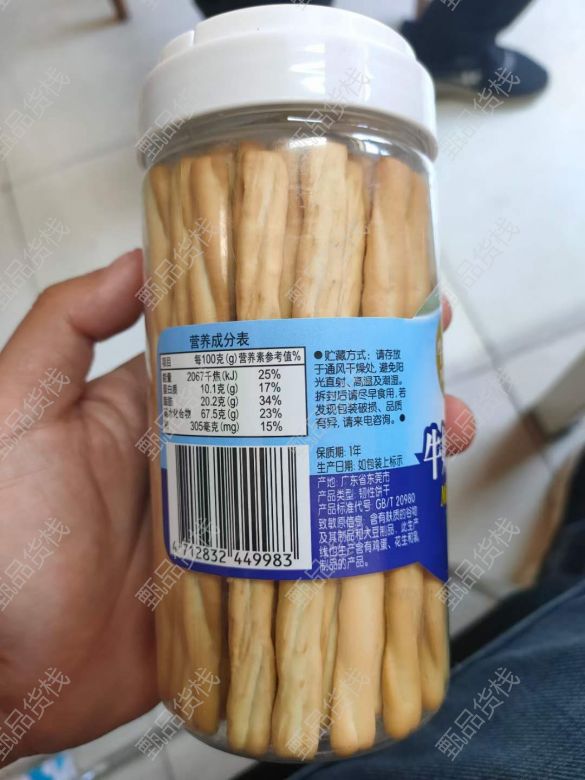 营养成分表
项目 每100克(g) 营养素参考值%
能量 2067千焦(kJ) 25%
蛋白质 10.1克(g) 17%
脂肪 20.2克(g) 34%
碳水化合物 67.5克(g) 23%
钠 305毫克(mg) 15%
4 712832 449983
●贮藏方式: 请存放
于通风干燥处, 避免阳
光直射、高温及潮湿。
拆封后请尽早食用, 若
发现包装破损、品质
有异, 请来电咨询。●
保质期: 1年
生产日期: 如包装上标示
产地: 广东省东莞市
产品类型: 韧性饼干
产品标准代号: GB/T 20980
致敏原信息: 含有麸质的谷物
及其制品和大豆制品, 此生产
线也生产含有鸡蛋、花生和乳
制品的产品。
牛
甄品货栈